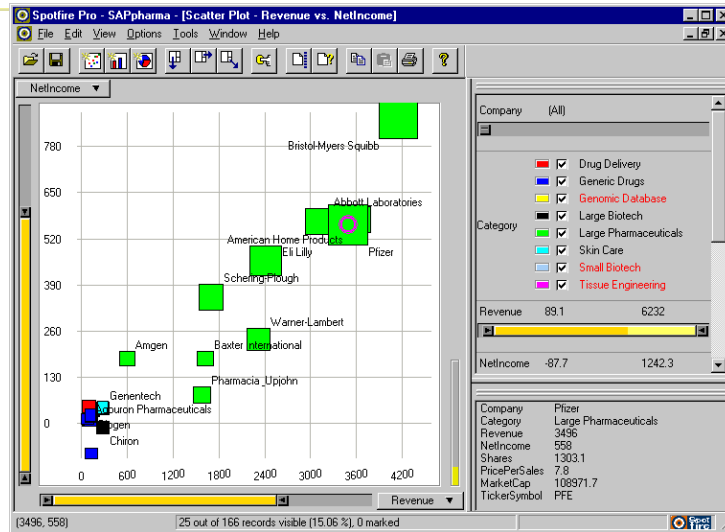 Spotfire Pro - SAPpharma - [Scatter Plot - Revenue vs. NetIncome]
File Edit View Options Tools Window Help
NetIncome
780
650
520
390
260
130
0
0 600 1200 1800 2400 3000 3600 4200
Bristol-Myers Squibb
Abbott Laboratories
American Home Products
Eli Lilly
Pfizer
Schering-Plough
Warner-Lambert
Amgen
Baxter International
Pharmacia_Upjohn
Genentech
Agouron Pharmaceuticals
Chiron
Revenue
Company (All)
Category
Drug Delivery
Generic Drugs
Genomic Database
Large Biotech
Large Pharmaceuticals
Skin Care
Small Biotech
Tissue Engineering
Revenue 89.1 6232
NetIncome -87.7 1242.3
Company Pfizer
Category Large Pharmaceuticals
Revenue 3496
NetIncome 558
Shares 1303.1
PricePerSales 7.8
MarketCap 108971.7
TickerSymbol PFE
(3496, 558) 25 out of 166 records visible (15.06 %), 0 marked
Spot
fire